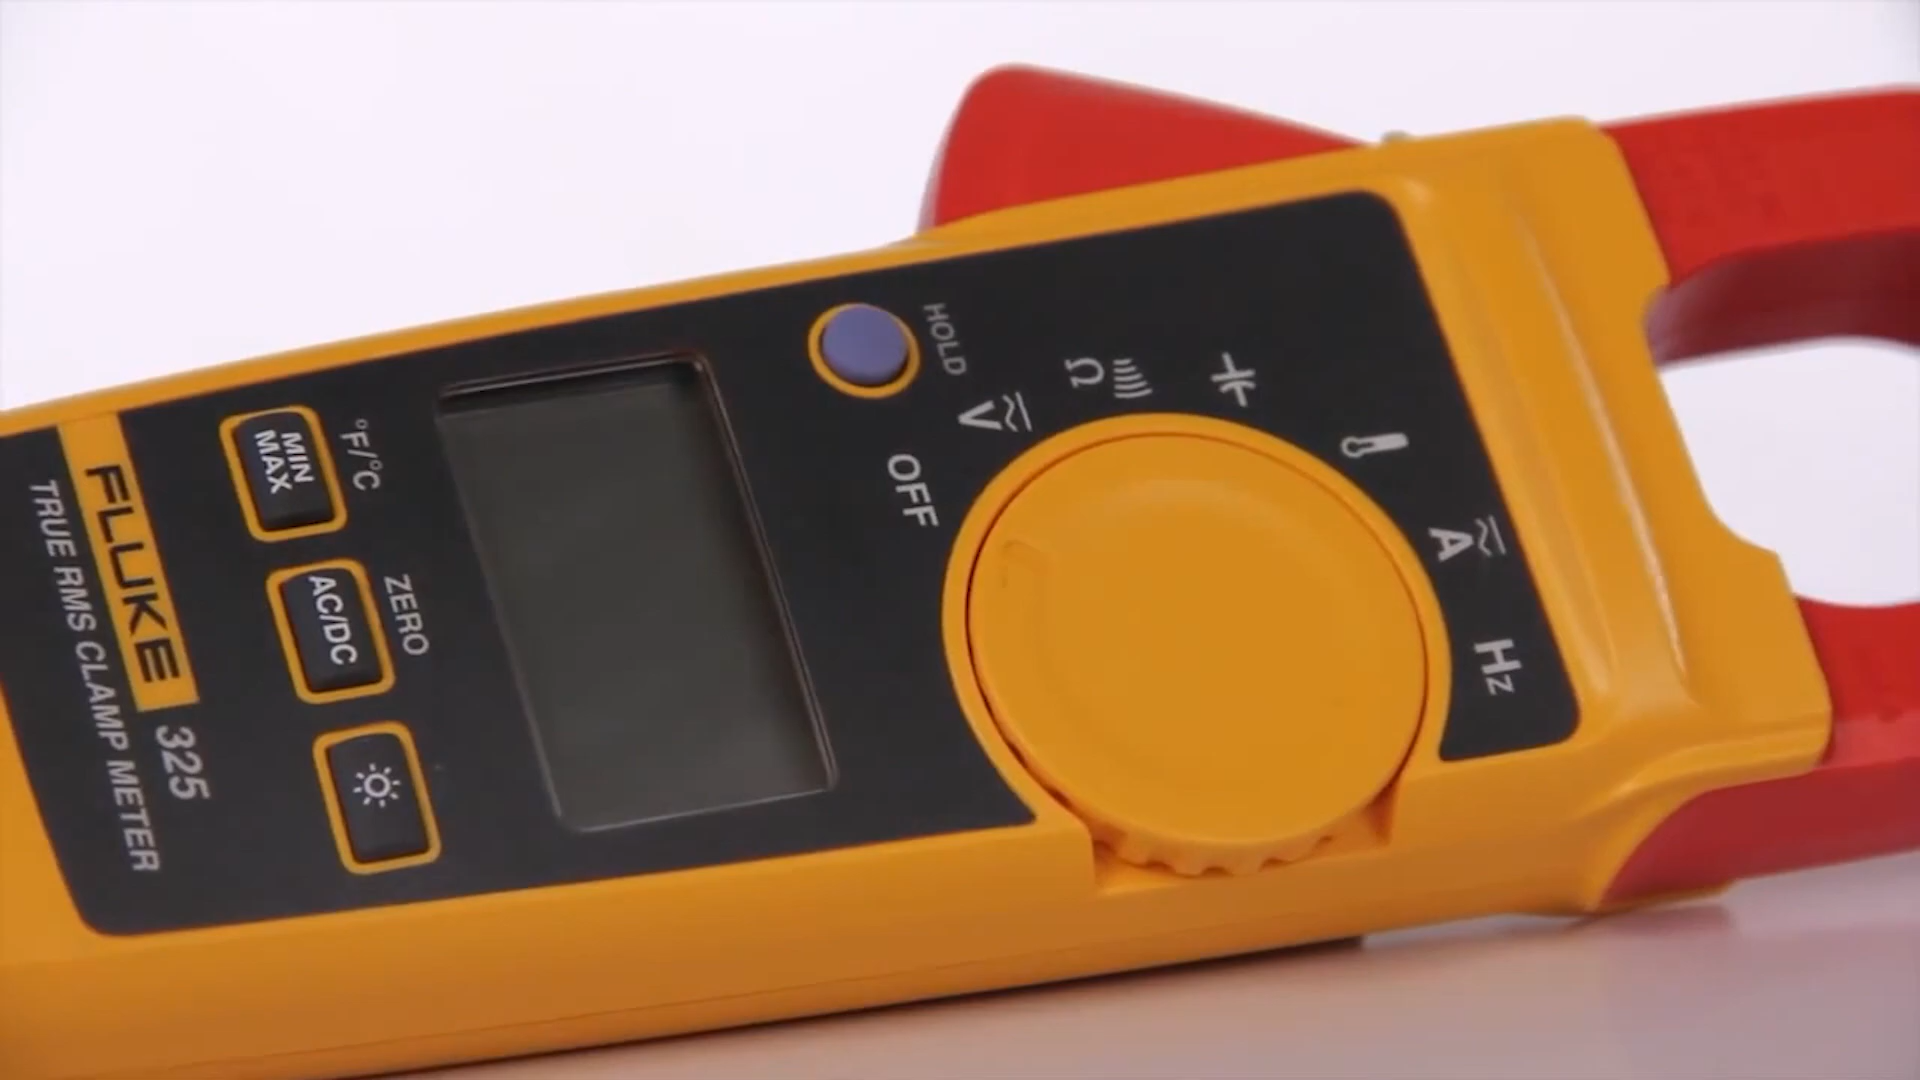 HOLD
V
Ω
OFF
A
Hz
°F/°C
MIN
MAX
ZERO
AC/DC
FLUKE 325
TRUE RMS CLAMP METER